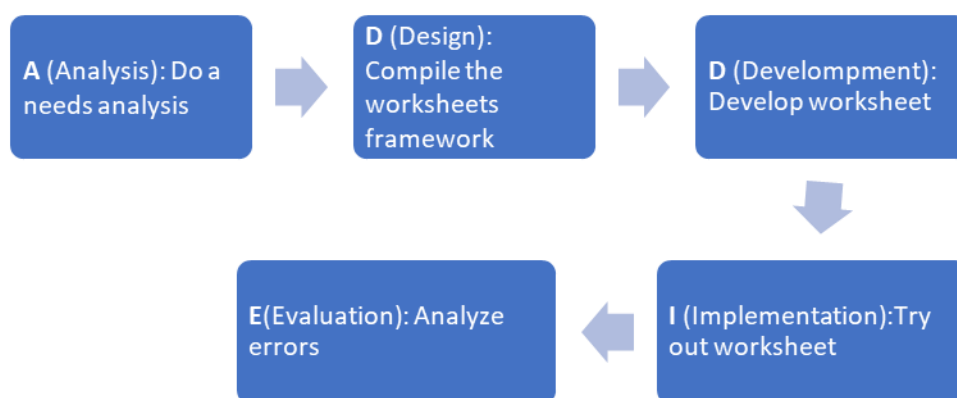 A (Analysis): Do a
needs analysis
D (Design):
Compile the
worksheets
framework
D (Develompment):
Develop worksheet
I (Implementation):Try
out worksheet
E(Evaluation): Analyze
errors